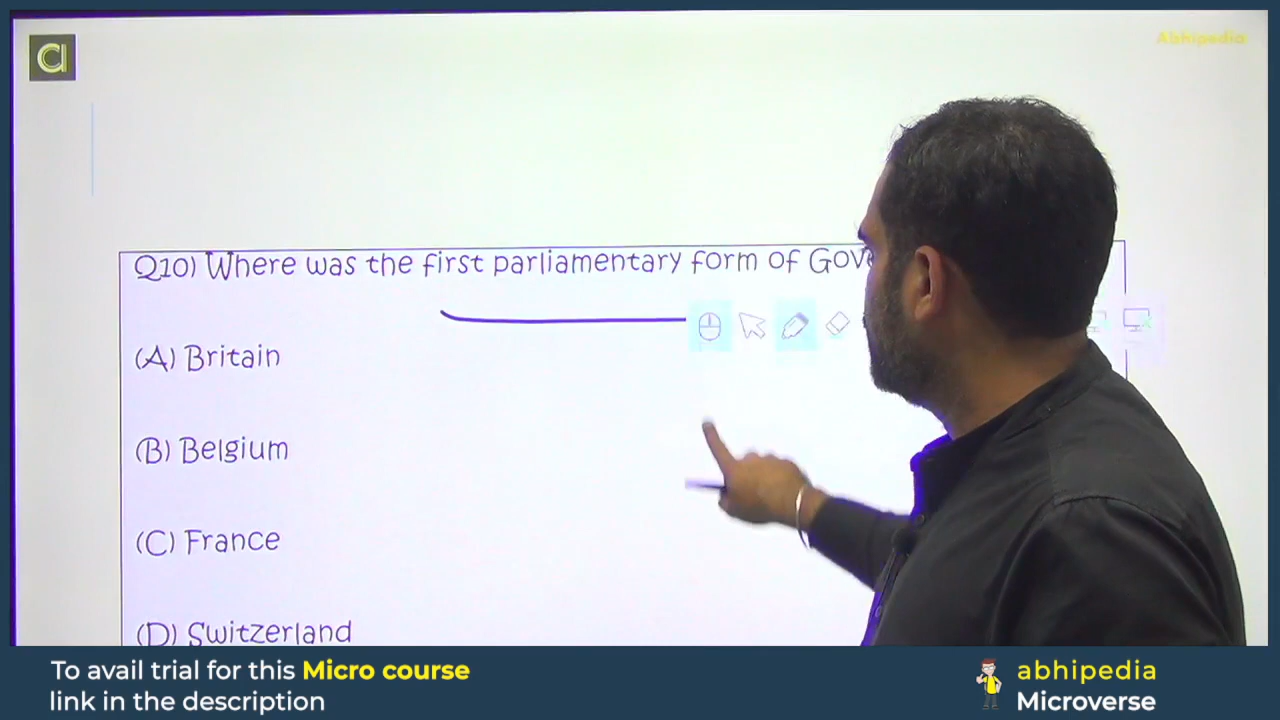 Abhipedia
Q10) Where was the first parliamentary form of
(A) Britain
(B) Belgium
(C) France
(D) Switzerland
To avail trial for this Micro course
link in the description
abhipedia
Microverse